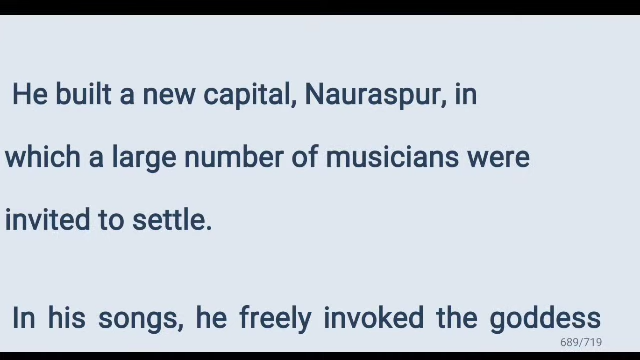 He built a new capital, Nauraspur, in
which a large number of musicians were
invited to settle.
In his songs, he freely invoked the goddess
689/719